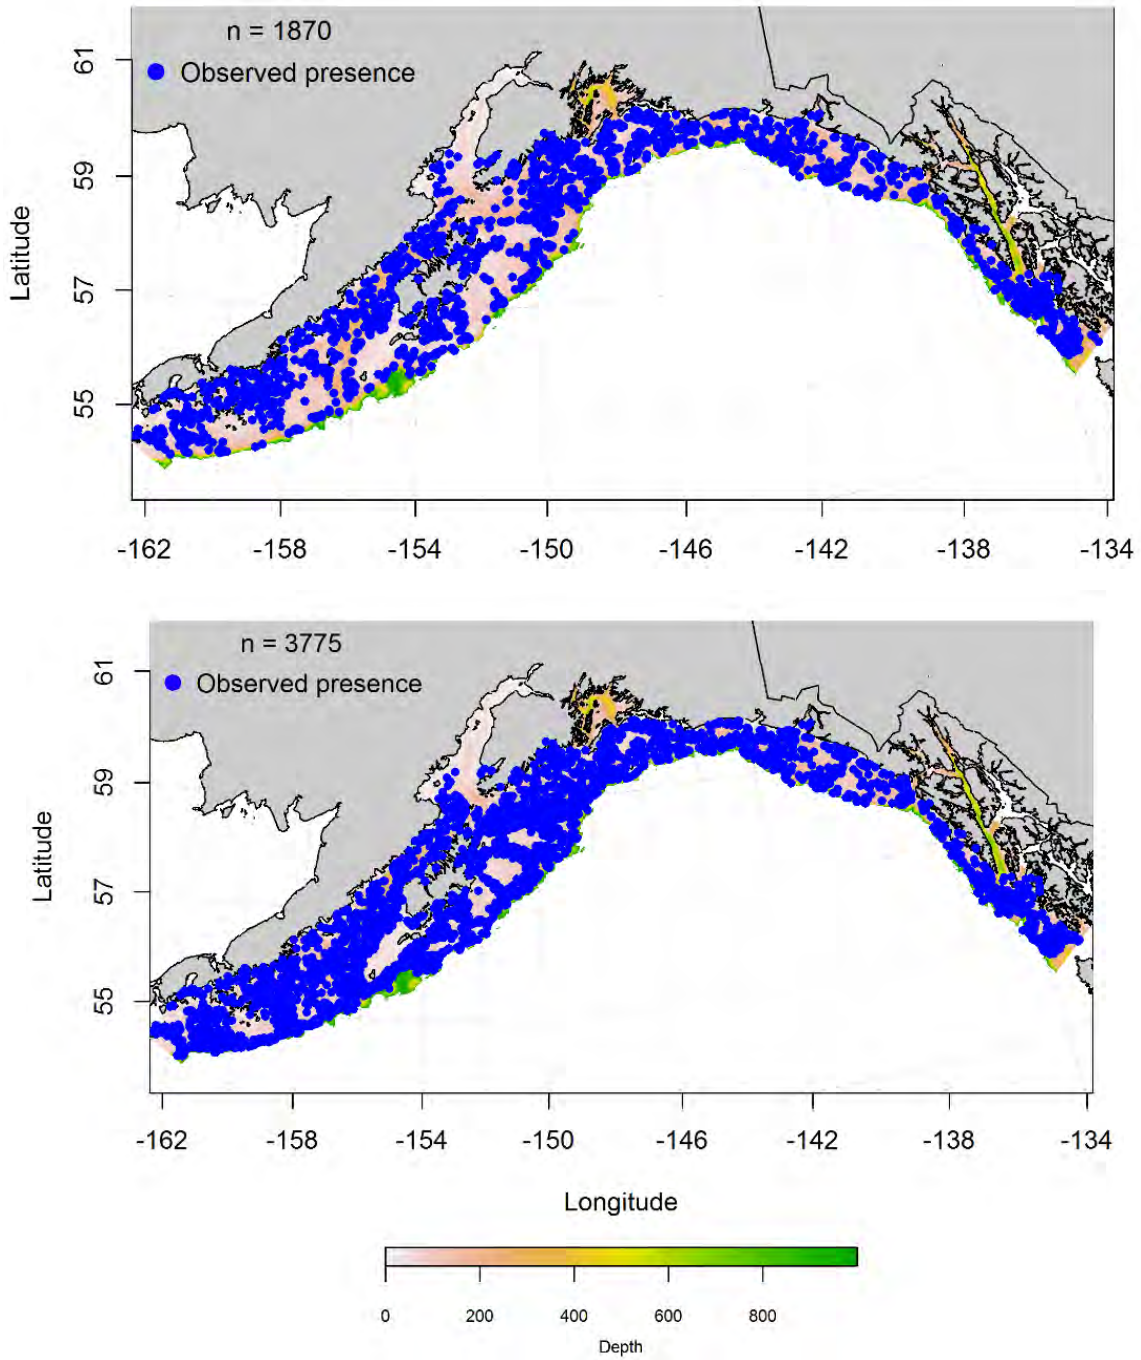 n = 1870
Observed presence
61
59
57
55
Latitude
-162 -158 -154 -150 -146 -142 -138 -134
n = 3775
Observed presence
61
59
57
55
Latitude
-162 -158 -154 -150 -146 -142 -138 -134
Longitude
0 200 400 600 800
Depth